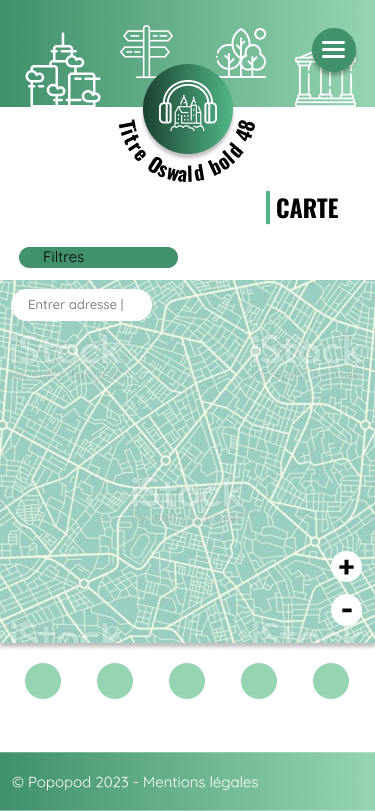 Titre Oswald bold 48
CARTE
Filtres
Entrer adresse |
iStock
iStock
iStock
+
-
iStock
iStock
© Popopod 2023 - Mentions légales